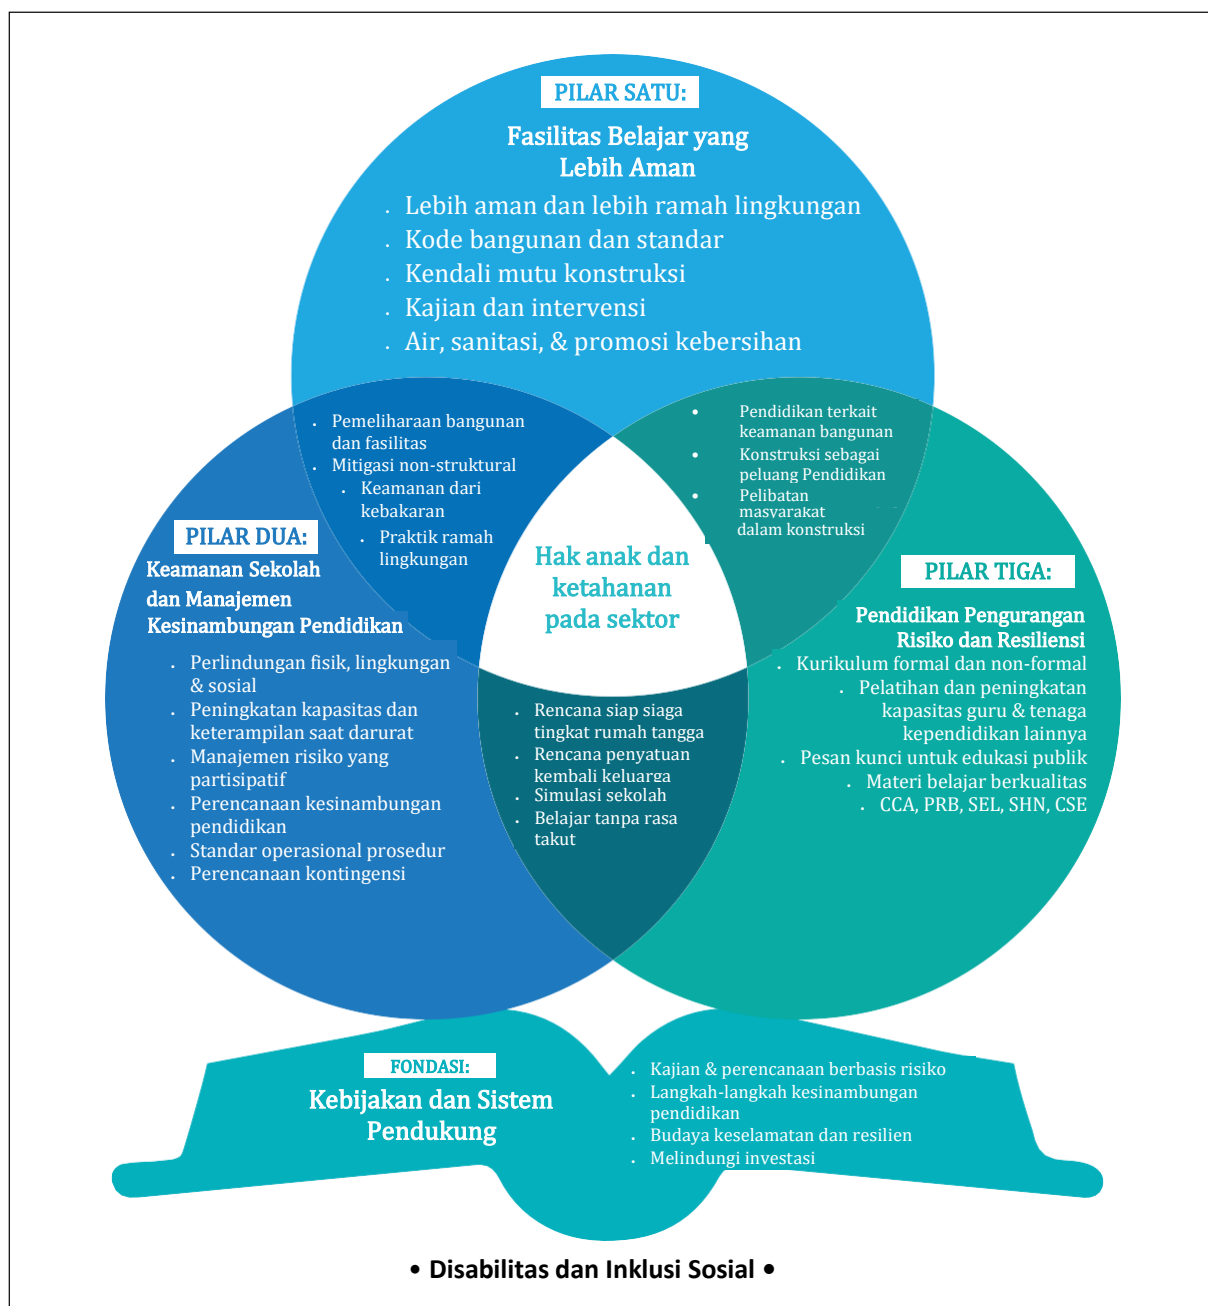 PILAR SATU:
Fasilitas Belajar yang
Lebih Aman
. Lebih aman dan lebih ramah lingkungan
. Kode bangunan dan standar
. Kendali mutu konstruksi
. Kajian dan intervensi
. Air, sanitasi, & promosi kebersihan
. Pemeliharaan bangunan
dan fasilitas
. Mitigasi non-struktural
. Keamanan dari
kebakaran
. Praktik ramah
lingkungan
• Pendidikan terkait
keamanan bangunan
• Konstruksi sebagai
peluang Pendidikan
• Pelibatan
masyarakat
dalam konstruksi
Hak anak dan
ketahanan
pada sektor
PILAR DUA:
Keamanan Sekolah
dan Manajemen
Kesinambungan Pendidikan
. Perlindungan fisik, lingkungan
& sosial
. Peningkatan kapasitas dan
keterampilan saat darurat
. Manajemen risiko yang
partisipatif
. Perencanaan kesinambungan
pendidikan
. Standar operasional prosedur
. Perencanaan kontingensi
. Rencana siap siaga
tingkat rumah tangga
. Rencana penyatuan
kembali keluarga
. Simulasi sekolah
. Belajar tanpa rasa
takut
PILAR TIGA:
Pendidikan Pengurangan
Risiko dan Resiliensi
. Kurikulum formal dan non-formal
. Pelatihan dan peningkatan
kapasitas guru & tenaga
kependidikan lainnya
. Pesan kunci untuk edukasi publik
. Materi belajar berkualitas
. CCA, PRB, SEL, SHN, CSE
FONDASI:
Kebijakan dan Sistem
Pendukung
. Kajian & perencanaan berbasis risiko
. Langkah-langkah kesinambungan
pendidikan
. Budaya keselamatan dan resilien
. Melindungi investasi
• Disabilitas dan Inklusi Sosial •